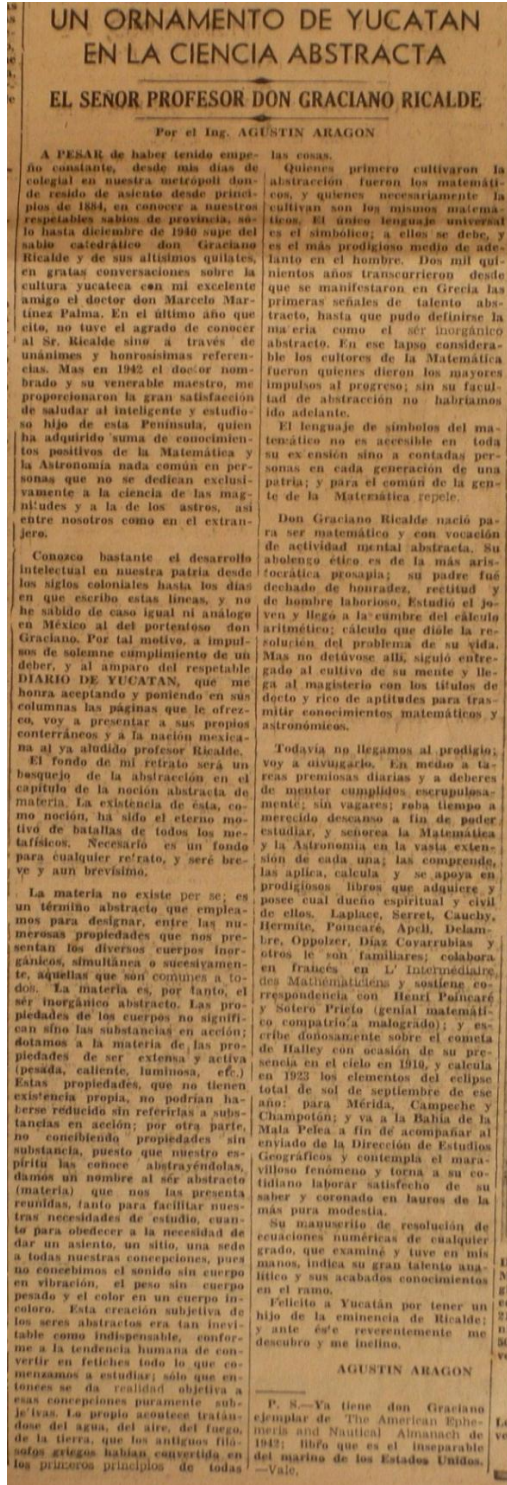 UN ORNAMENTO DE YUCATAN
EN LA CIENCIA ABSTRACTA
EL SEÑOR PROFESOR DON GRACIANO RICALDE
Por el Ing. AGUSTIN ARAGON
A PESAR de haber tenido empe-
ño constante, desde mis días de
colegial en nuestra metrópoli don-
de resido de asiento desde princi-
pios de 1884, en conocer a nuestros
respetables sabios de provincia, só-
lo hasta diciembre de 1940 supe del
sabio catedrático don Graciano
Ricalde y de sus altísimos quilates,
en gratas conversaciones sobre la
cultura yucateca con mi excelente
amigo el doctor don Marcelo Mar-
tínez Palma. En el último año que
cito, no tuve el agrado de conocer
al Sr. Ricalde sino a través de
unánimes y honrosísimas referen-
cias. Mas en 1942 el doctor nom-
brado y su venerable maestro, me
proporcionaron la gran satisfacción
de saludar al inteligente y estudio-
so hijo de esta Península, quien
ha adquirido suma de conocimien-
tos positivos de la Matemática y
la Astronomía nada común en per-
sonas que no se dedican exclusi-
vamente a la ciencia de las mag-
nitudes y a la de los astros, así
entre nosotros como en el extran-
jero.
Conozco bastante el desarrollo
intelectual en nuestra patria desde
los siglos coloniales hasta los días
en que escribo estas líneas, y no
he sabido de caso igual ni análogo
en México al del portentoso don
Graciano. Por tal motivo, a impul-
sos de solemne cumplimiento de un
deber, y al amparo del respetable
DIARIO DE YUCATAN, que me
honra aceptando y poniendo en sus
columnas las páginas que le ofrez-
co, voy a presentar a sus propios
conterráneos y a la nación mexica-
na al ya aludido profesor Ricalde.
El fondo de mi retrato será un
bosquejo de la abstracción en el
capítulo de la noción abstracta de
materia. La existencia de ésta, co-
mo noción, ha sido el eterno mo-
tivo de batallas de todos los me-
tafísicos. Necesario es un fondo
para cualquier retrato, y seré bre-
ve y aun brevísimo.
La materia no existe per se; es
un término abstracto que emplea-
mos para designar, entre las nu-
merosas propiedades que nos pre-
sentan los diversos cuerpos inor-
gánicos, simultánea o sucesivamen-
te, aquellas que son comunes a to-
dos. La materia es, por tanto, el
sér inorgánico abstracto. Las pro-
piedades de los cuerpos no signifi-
can sino las substancias en acción;
dotamos a la materia de las pro-
piedades de ser extensa y activa
(pesada, caliente, luminosa, etc.)
Estas propiedades, que no tienen
existencia propia, no podrían ha-
berse reducido sin referirlas a subs-
tancias en acción; por otra parte,
no concibiendo propiedades sin
substancia, puesto que nuestro es-
píritu las conoce abstrayéndolas,
damos un nombre al sér abstracto
(materia) que nos las presenta
reunidas, tanto para facilitar nues-
tras necesidades de estudio, cuan-
to para obedecer a la necesidad de
dar un asiento, un sitio, una sede
a todas nuestras concepciones, pues
no concebimos el sonido sin cuerpo
en vibración, el peso sin cuerpo
pesado y el color en un cuerpo in-
coloro. Esta creación subjetiva de
los seres abstractos era tan inevi-
table como indispensable, confor-
me a la tendencia humana de con-
vertir en fetiches todo lo que co-
menzamos a estudiar; sólo que en-
tonces se da realidad objetiva a
esas concepciones puramente sub-
jetivas. Lo propio acontece tratán-
dose del agua, del aire, del fuego,
de la tierra, que los antiguos filó-
sofos griegos habían convertido en
los primeros principios de todas
las cosas.
Quienes primero cultivaron la
abstracción fueron los matemáti-
cos, y quienes necesariamente la
cultivan son los mismos matemá-
ticos. El único lenguaje universal
es el simbólico; a ellos se debe, y
es el más prodigioso medio de ade-
lanto en el hombre. Dos mil qui-
nientos años transcurrieron desde
que se manifestaron en Grecia las
primeras señales de talento abs-
tracto, hasta que pudo definirse la
materia como el sér inorgánico
abstracto. En ese lapso considera-
ble los cultores de la Matemática
fueron quienes dieron los mayores
impulsos al progreso; sin su facul-
tad de abstracción no habríamos
ido adelante.
El lenguaje de símbolos del ma-
temático no es accesible en toda
su extensión sino a contadas per-
sonas en cada generación de una
patria; y para el común de la gen-
te de la Matemática repele.
Don Graciano Ricalde nació pa-
ra ser matemático y con vocación
de actividad mental abstracta. Su
abolengo ético es de la más aris-
tocrática prosapia; su padre fué
dechado de honradez, rectitud y
de hombre laborioso. Estudió el jo-
ven y llegó a la cumbre del cálculo
aritmético; cálculo que dióle la re-
solución del problema de su vida.
Mas no detúvose allí, siguió entre-
gado al cultivo de su mente y lle-
ga al magisterio con los títulos de
docto y rico de aptitudes para tras-
mitir conocimientos matemáticos y
astronómicos.
Todavía no llegamos al prodigio;
voy a divulgarlo. En medio a ta-
reas premiosas diarias y a deberes
de mentor cumplidos escrupulosa-
mente; sin vagares; roba tiempo a
merecido descanso a fin de poder
estudiar, y señorea la Matemática
y la Astronomía en la vasta exten-
sión de cada una; las comprende,
las aplica, calcula y se apoya en
prodigiosos libros que adquiere y
posee cual dueño espiritual y civil
de ellos. Laplace, Serret, Cauchy,
Hermite, Poincaré, Apell, Delam-
bre, Oppolzer, Díaz Covarrubias y
otros le son familiares; colabora
en francés en L' Intermédiaire
des Mathématiciens y sostiene co-
rrespondencia con Henri Poincaré
y Sotero Prieto (genial matemáti-
co compatriota malogrado); y es-
cribe donosamente sobre el cometa
de Halley con ocasión de su pre-
sencia en el cielo en 1910, y calcula
en 1923 los elementos del eclipse
total de sol de septiembre de ese
año: para Mérida, Campeche y
Champotón; y va a la Bahía de la
Mala Pelea a fin de acompañar al
enviado de la Dirección de Estudios
Geográficos y contempla el mara-
villoso fenómeno y torna a su co-
tidiano laborar satisfecho de su
saber y coronado en lauros de la
más pura modestia.
Su manuscrito de resolución de
ecuaciones numéricas de cualquier
grado, que examiné y tuve en mis
manos, indica su gran talento ana-
lítico y sus acabados conocimientos
en el ramo.
Felicito a Yucatán por tener un
hijo de la eminencia de Ricalde;
y ante éste reverentemente me
descubro y me inclino.
AGUSTIN ARAGON
P. S.—Ya tiene don Graciano
ejemplar de The American Ephe-
meris and Nautical Almanach de
1942; libro que es el inseparable
del marino de los Estados Unidos.
—Vale.